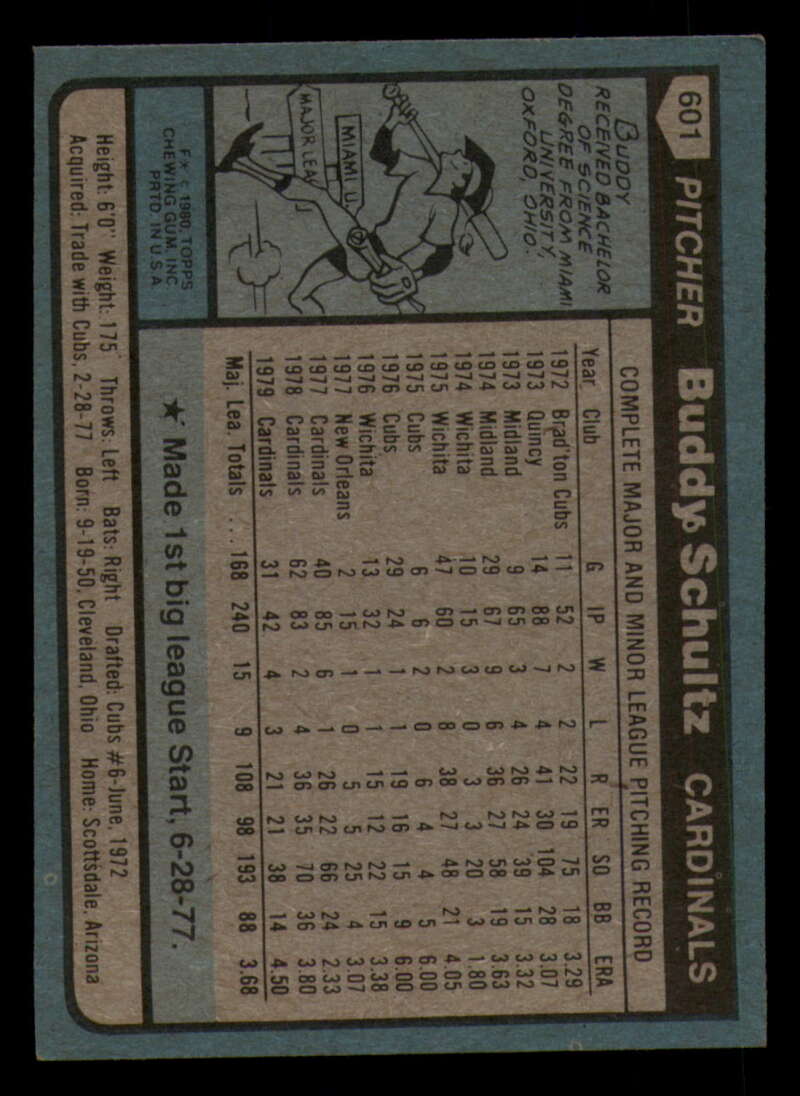 601 PITCHER Buddy Schultz CARDINALS
BUDDY
RECEIVED BACHELOR
OF SCIENCE
DEGREE FROM MIAMI
UNIVERSITY,
OXFORD, OHIO.
MIAMI U.
MAJOR LEA
F* © 1980 TOPPS
CHEWING GUM, INC.
PRTD. IN U.S.A.
COMPLETE MAJOR AND MINOR LEAGUE PITCHING RECORD
Year Club G IP W L R ER SO BB ERA
1972 Brad'ton Cubs 11 52 2 2 22 19 75 18 3.29
1973 Quincy 14 88 7 4 41 30 104 28 3.07
1973 Midland 9 65 3 4 26 24 39 15 3.32
1974 Midland 29 67 9 6 36 27 58 19 3.63
1974 Wichita 10 15 3 0 3 3 20 3 1.80
1975 Wichita 47 60 2 8 38 27 48 21 4.05
1975 Cubs 6 6 2 0 6 4 4 5 6.00
1976 Cubs 29 24 1 1 19 16 15 9 6.00
1976 Wichita 13 32 1 1 15 12 22 15 3.38
1977 New Orleans 2 15 1 0 5 5 25 4 3.07
1977 Cardinals 40 85 6 1 26 22 66 24 2.33
1978 Cardinals 62 83 2 4 36 35 70 36 3.80
1979 Cardinals 31 42 4 3 21 21 38 14 4.50
Maj. Lea. Totals ... 168 240 15 9 108 98 193 88 3.68
★ Made 1st big league Start, 6-28-77.
Height: 6'0" Weight: 175 Throws: Left Bats: Right Drafted: Cubs #6-June, 1972
Acquired: Trade with Cubs, 2-28-77 Born: 9-19-50, Cleveland, Ohio Home: Scottsdale, Arizona